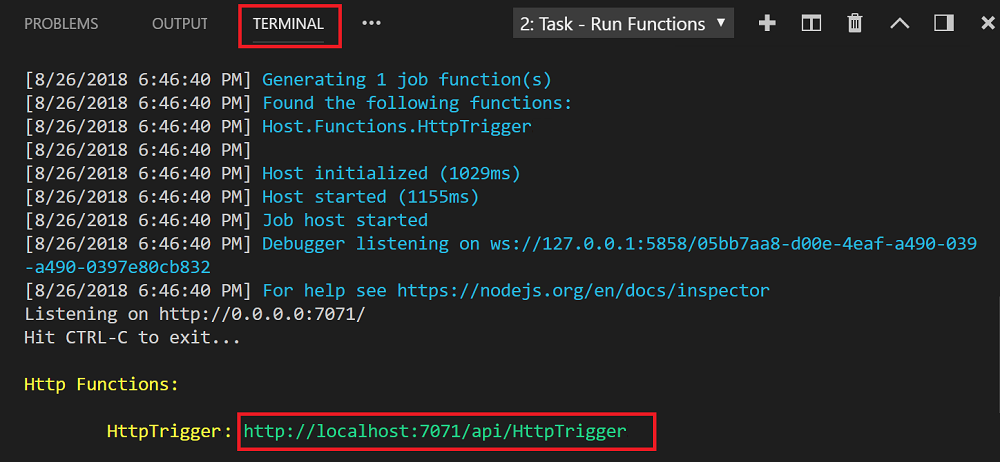 PROBLEMS OUTPUT TERMINAL ••• 2: Task - Run Functions
[8/26/2018 6:46:40 PM] Generating 1 job function(s)
[8/26/2018 6:46:40 PM] Found the following functions:
[8/26/2018 6:46:40 PM] Host.Functions.HttpTrigger
[8/26/2018 6:46:40 PM]
[8/26/2018 6:46:40 PM] Host initialized (1029ms)
[8/26/2018 6:46:40 PM] Host started (1155ms)
[8/26/2018 6:46:40 PM] Job host started
[8/26/2018 6:46:40 PM] Debugger listening on ws://127.0.0.1:5858/05bb7aa8-d00e-4eaf-a490-039
-a490-0397e80cb832
[8/26/2018 6:46:40 PM] For help see https://nodejs.org/en/docs/inspector
Listening on http://0.0.0.0:7071/
Hit CTRL-C to exit...
Http Functions:
HttpTrigger: http://localhost:7071/api/HttpTrigger